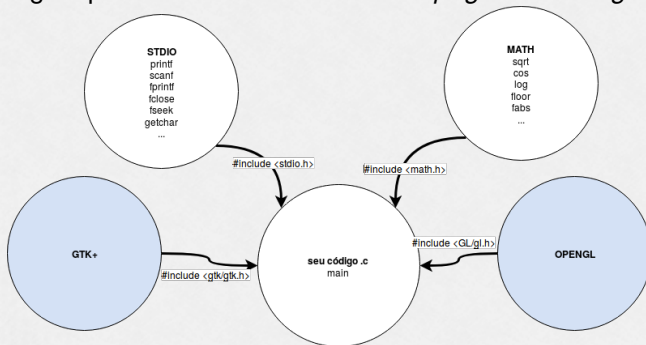 STDIO
printf
scanf
fprintf
fclose
fseek
getchar
...
MATH
sqrt
cos
log
floor
fabs
...
#include <stdio.h>
#include <math.h>
GTK+
#include <gtk/gtk.h>
seu código .c
main
#include <GL/gl.h>
OPENGL